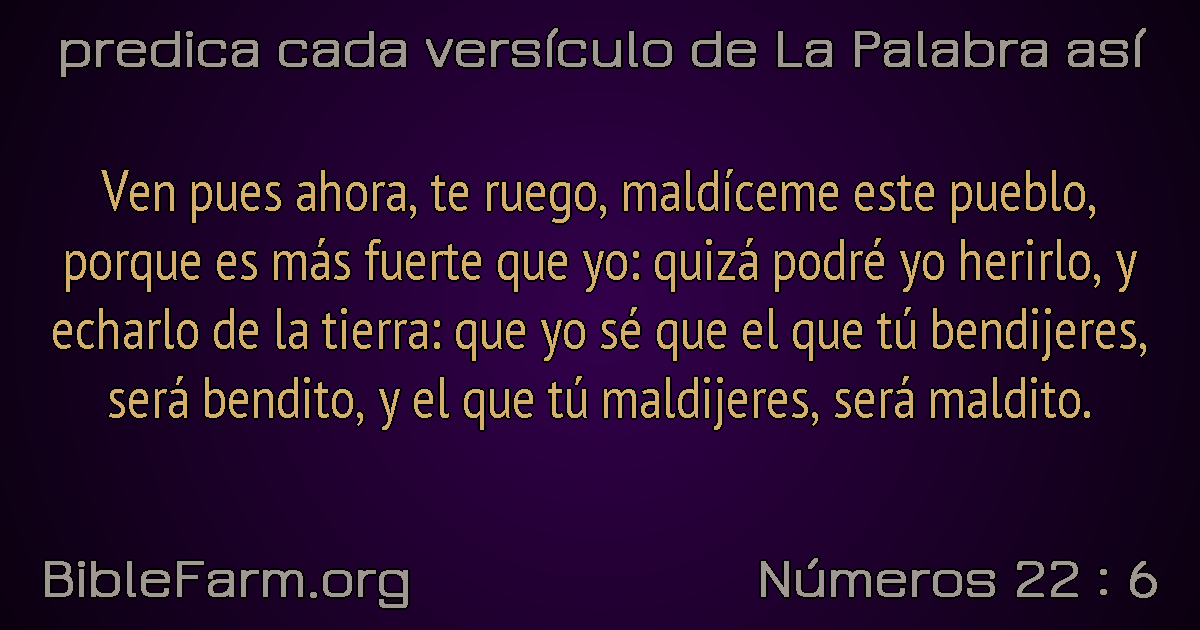 predica cada versículo de La Palabra así
Ven pues ahora, te ruego, maldíceme este pueblo,
porque es más fuerte que yo: quizá podré yo herirlo, y
echarlo de la tierra: que yo sé que el que tú bendijeres,
será bendito, y el que tú maldijeres, será maldito.
BibleFarm.org
Números 22 : 6